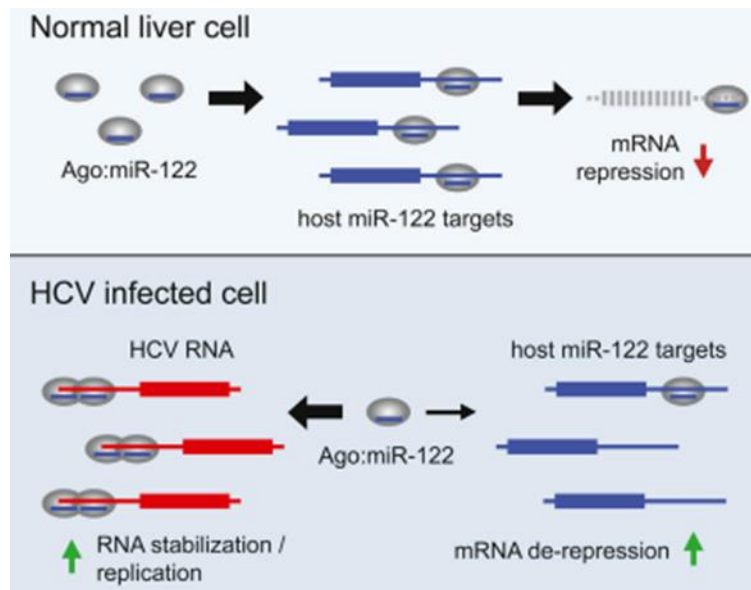 Normal liver cell
Ago:miR-122
host miR-122 targets
mRNA
repression
HCV infected cell
HCV RNA
host miR-122 targets
Ago:miR-122
RNA stabilization /
replication
mRNA de-repression